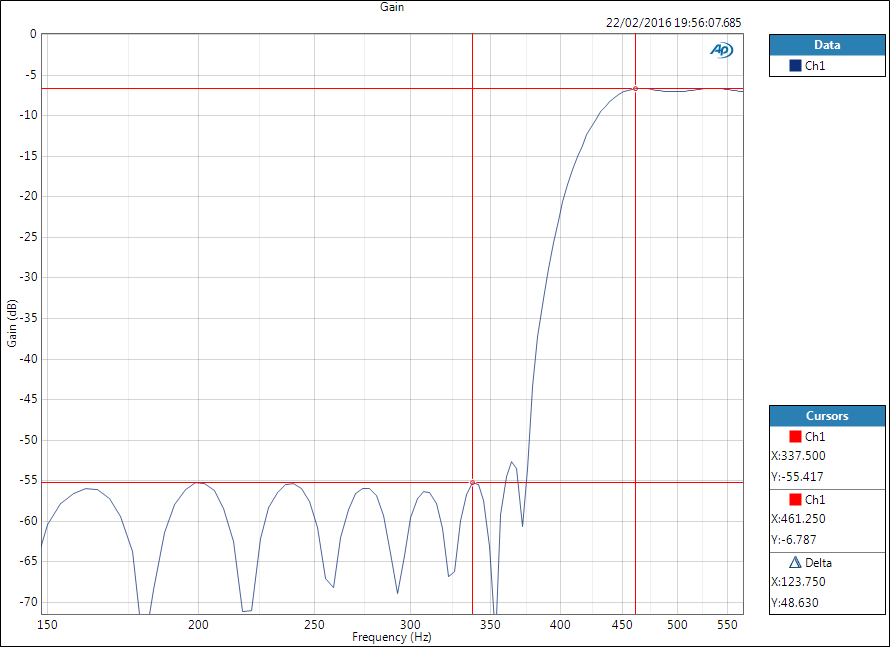 Gain
22/02/2016 19:56:07.685
AP
Data
Ch1
0
-5
-10
-15
-20
-25
-30
-35
-40
-45
-50
-55
-60
-65
-70
Gain (dB)
150 200 250 300 350 400 450 500 550
Frequency (Hz)
Cursors
Ch1
X:337.500
Y:-55.417
Ch1
X:461.250
Y:-6.787
Delta
X:123.750
Y:48.630